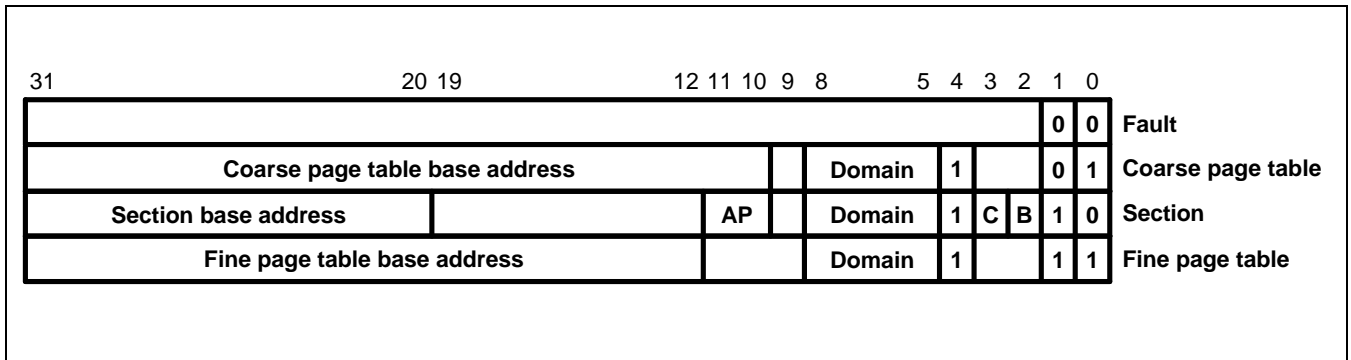 31 20 19 12 11 10 9 8 5 4 3 2 1 0
0 0 Fault
Coarse page table base address Domain 1 0 1 Coarse page table
Section base address AP Domain 1 C B 1 0 Section
Fine page table base address Domain 1 1 1 Fine page table